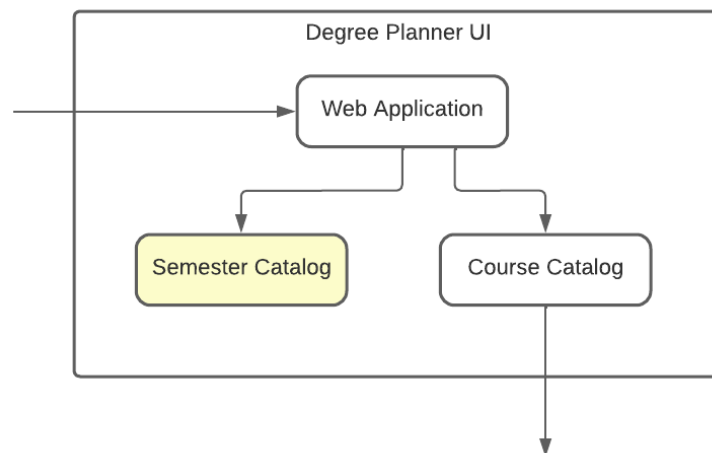 Degree Planner UI
Web Application
Semester Catalog
Course Catalog